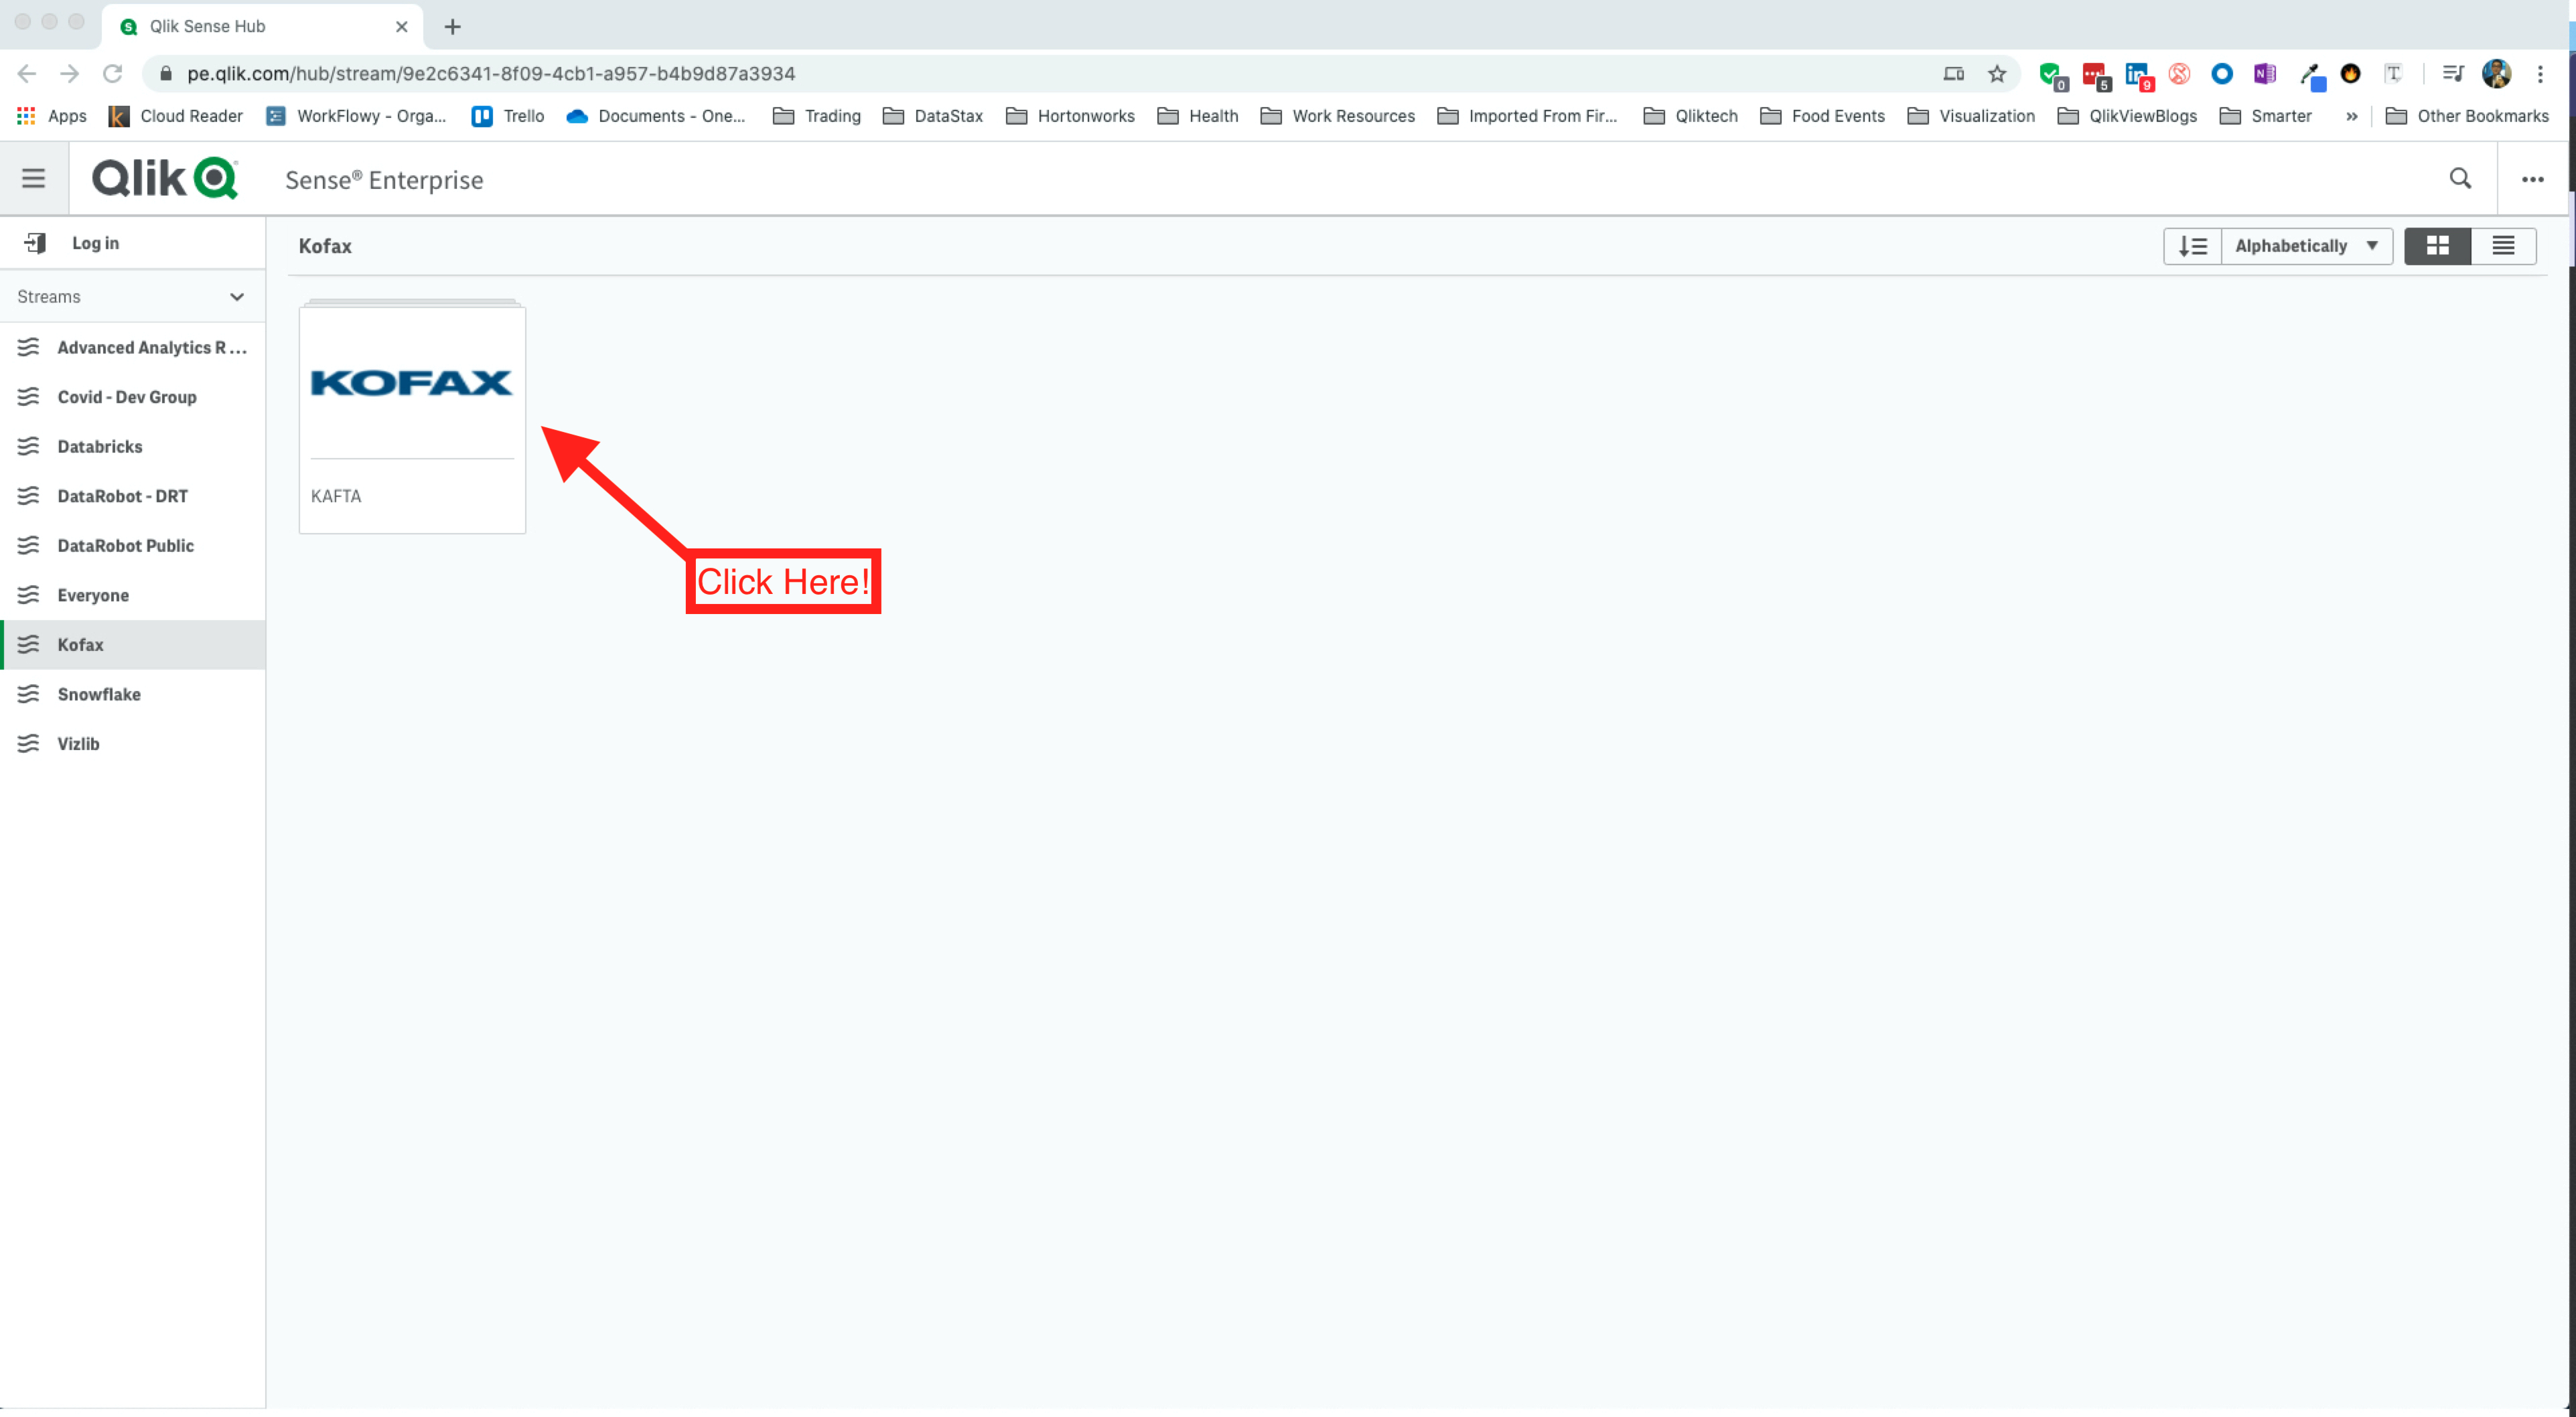 Qlik Sense Hub
pe.qlik.com/hub/stream/9e2c6341-8f09-4cb1-a957-b4b9d87a3934
0 5 9
Apps Cloud Reader WorkFlowy - Orga... Trello Documents - One... Trading DataStax Hortonworks Health Work Resources Imported From Fir... Qliktech Food Events Visualization QlikViewBlogs Smarter » Other Bookmarks
Qlik Sense® Enterprise
Log in
Kofax
Alphabetically
Streams
Advanced Analytics R ...
Covid - Dev Group
Databricks
DataRobot - DRT
DataRobot Public
Everyone
Kofax
Snowflake
Vizlib
KOFAX
KAFTA
Click Here!